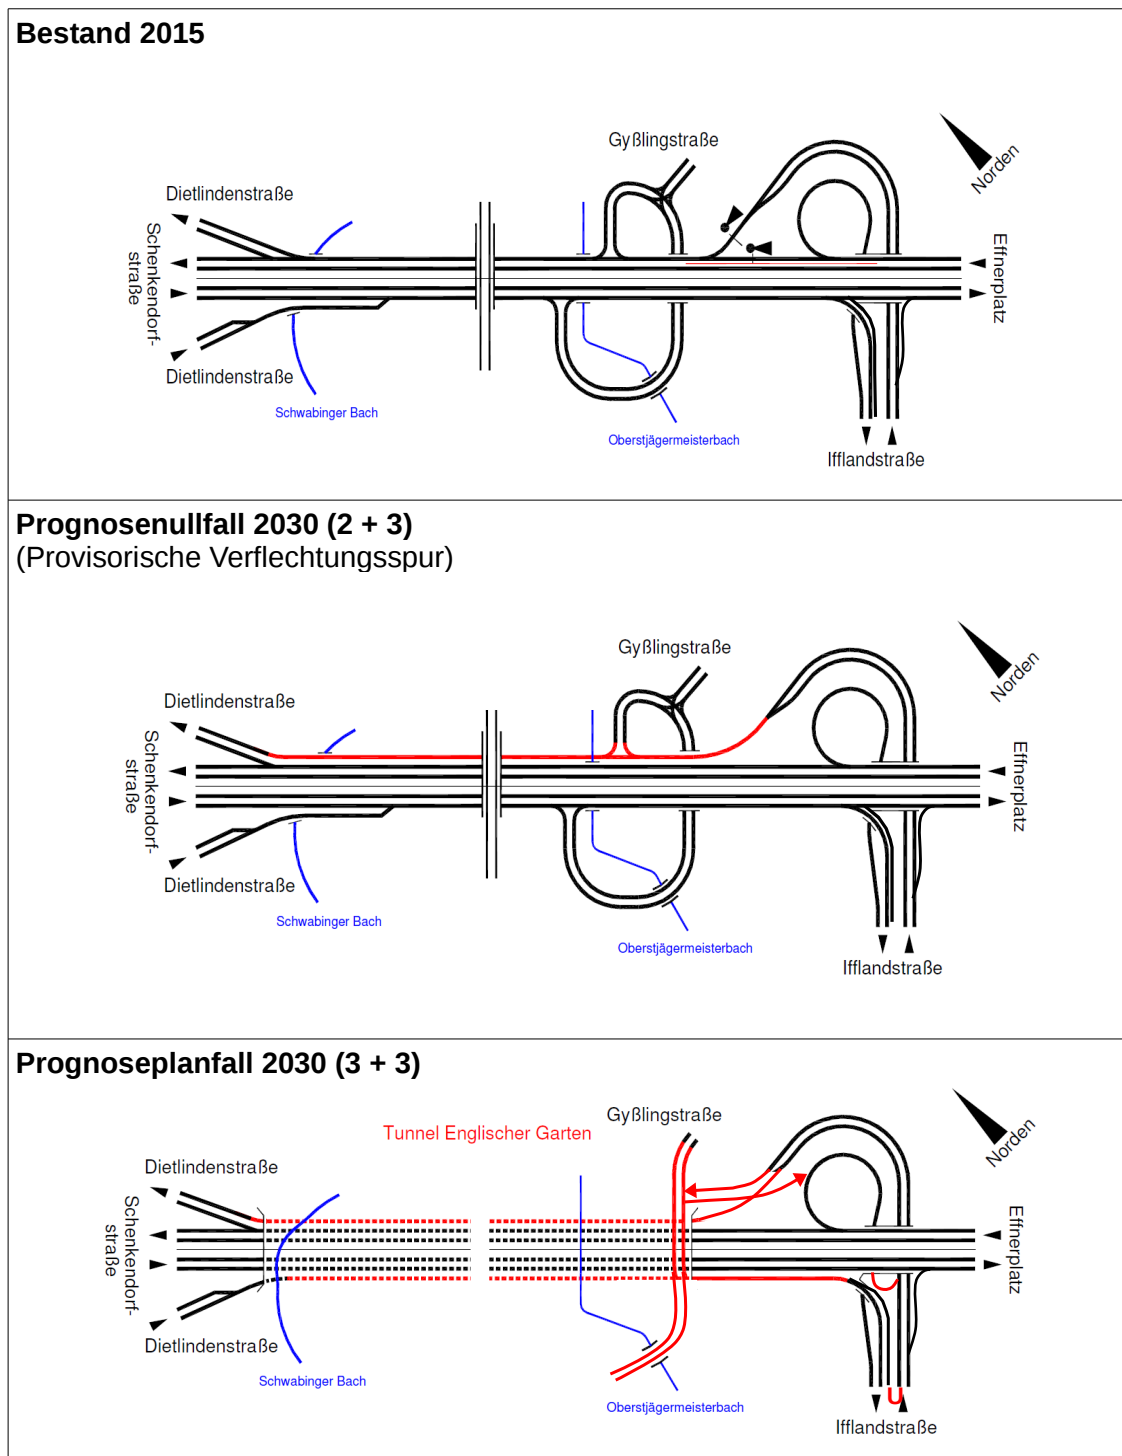 Bestand 2015
Gyßlingstraße
Norden
Dietlindenstraße
Schenkendorf-
straße
Effnerplatz
Dietlindenstraße
Schwabinger Bach
Oberstjägermeisterbach
Ifflandstraße
Prognosenullfall 2030 (2 + 3)
(Provisorische Verflechtungsspur)
Gyßlingstraße
Norden
Dietlindenstraße
Schenkendorf-
straße
Effnerplatz
Dietlindenstraße
Schwabinger Bach
Oberstjägermeisterbach
Ifflandstraße
Prognoseplanfall 2030 (3 + 3)
Gyßlingstraße
Tunnel Englischer Garten
Norden
Dietlindenstraße
Schenkendorf-
straße
Effnerplatz
Dietlindenstraße
Schwabinger Bach
Oberstjägermeisterbach
Ifflandstraße